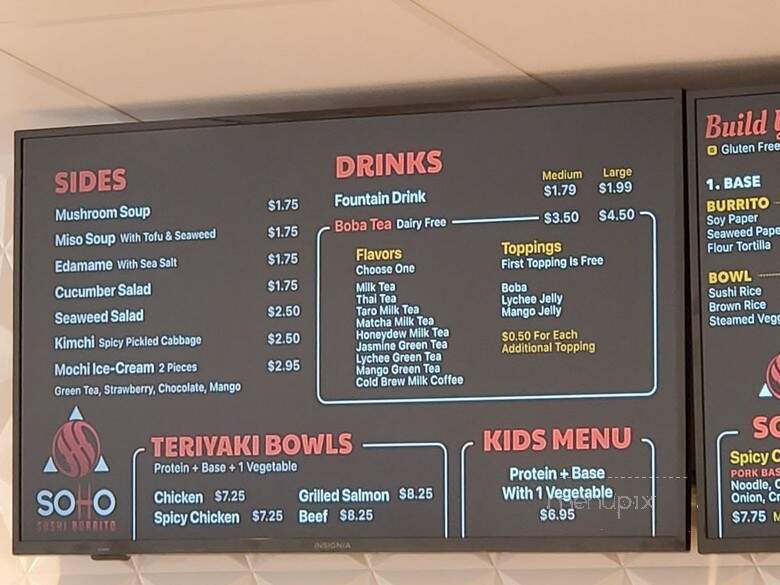 SIDES
Mushroom Soup $1.75
Miso Soup With Tofu & Seaweed $1.75
Edamame With Sea Salt $1.75
Cucumber Salad $1.75
Seaweed Salad $2.50
Kimchi Spicy Pickled Cabbage $2.50
Mochi Ice-Cream 2 Pieces $2.95
Green Tea, Strawberry, Chocolate, Mango
DRINKS
Medium Large
Fountain Drink $1.79 $1.99
Boba Tea Dairy Free $3.50 $4.50
Flavors
Choose One
Milk Tea
Thai Tea
Taro Milk Tea
Matcha Milk Tea
Honeydew Milk Tea
Jasmine Green Tea
Lychee Green Tea
Mango Green Tea
Cold Brew Milk Coffee
Toppings
First Topping Is Free
Boba
Lychee Jelly
Mango Jelly
$0.50 For Each
Additional Topping
SOHO
SUSHI BURRITO
TERIYAKI BOWLS
Protein + Base + 1 Vegetable
Chicken $7.25 Grilled Salmon $8.25
Spicy Chicken $7.25 Beef $8.25
KIDS MENU
Protein + Base
With 1 Vegetable
$6.95
menupix
INSIGNIA
Build
Gluten Free
1. BASE
BURRITO
Soy Paper
Seaweed Pape
Flour Tortilla
BOWL
Sushi Rice
Brown Rice
Steamed Veg
SO
Spicy C
PORK BAS
Noodle, C
Onion, Cr
$7.75 M